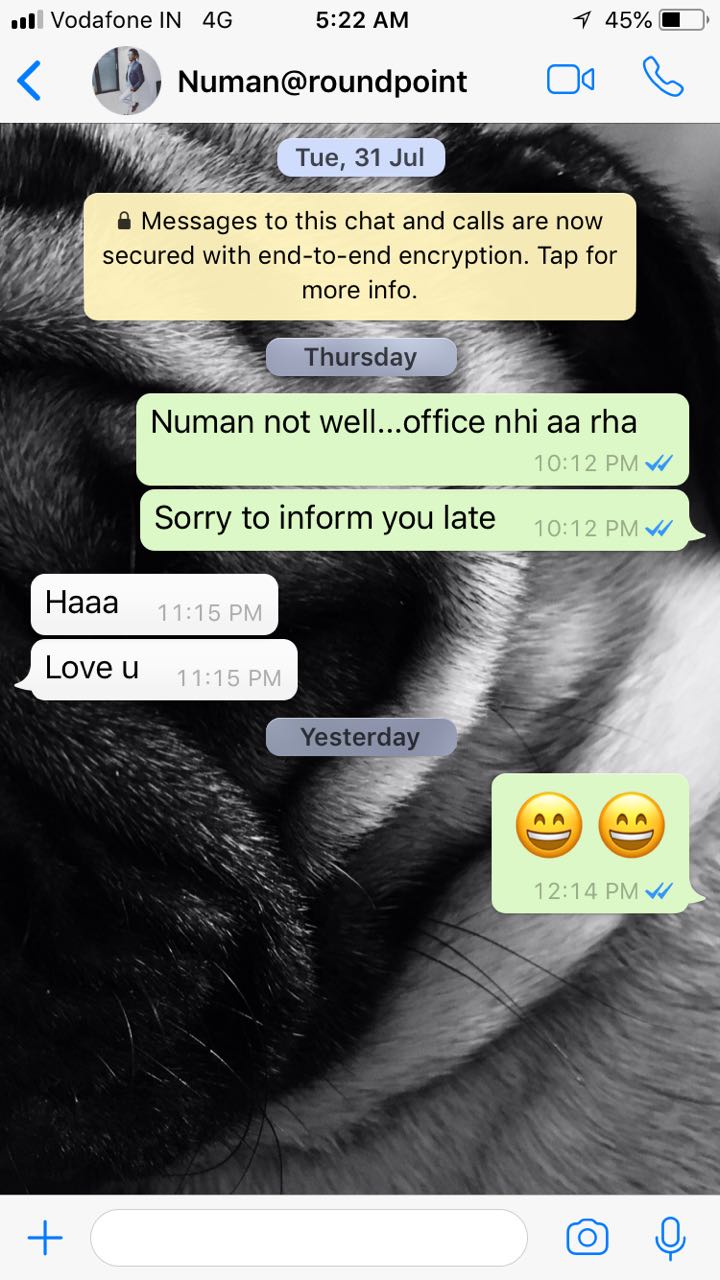 Vodafone IN 4G 5:22 AM 45%
Numan@roundpoint
Tue, 31 Jul
Messages to this chat and calls are now
secured with end-to-end encryption. Tap for
more info.
Thursday
Numan not well...office nhi aa rha
10:12 PM
Sorry to inform you late 10:12 PM
Haaa 11:15 PM
Love u 11:15 PM
Yesterday
😄 😄
12:14 PM